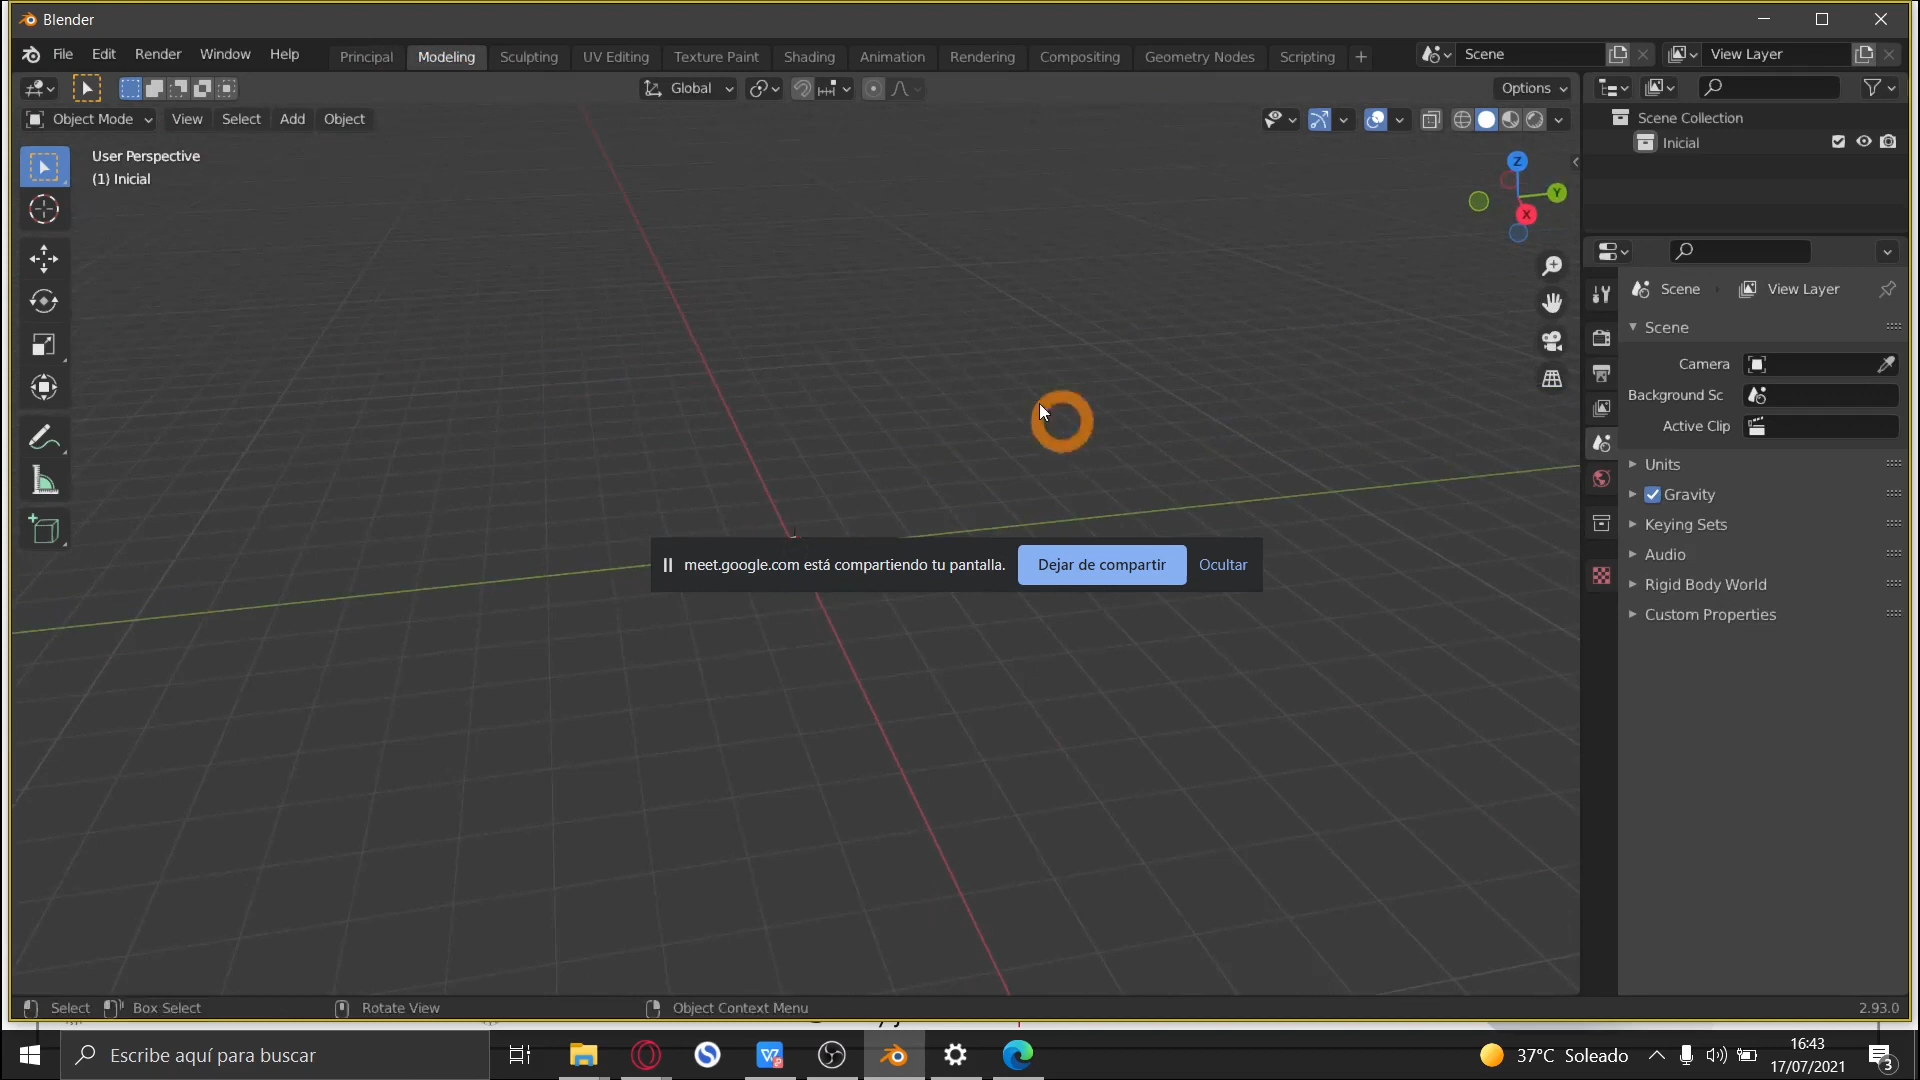 Blender
File Edit Render Window Help
Principal Modeling Sculpting UV Editing Texture Paint Shading Animation Rendering Compositing Geometry Nodes Scripting +
Scene
View Layer
Global
Options
Object Mode View Select Add Object
User Perspective
(1) Inicial
Z
Y
X
Scene Collection
Inicial
Scene View Layer
Scene
Camera
Background Sc
Active Clip
Units
Gravity
Keying Sets
Audio
Rigid Body World
Custom Properties
meet.google.com está compartiendo tu pantalla. Dejar de compartir Ocultar
Select Box Select Rotate View Object Context Menu 2.93.0
Escribe aquí para buscar
37°C Soleado
16:43
17/07/2021
3